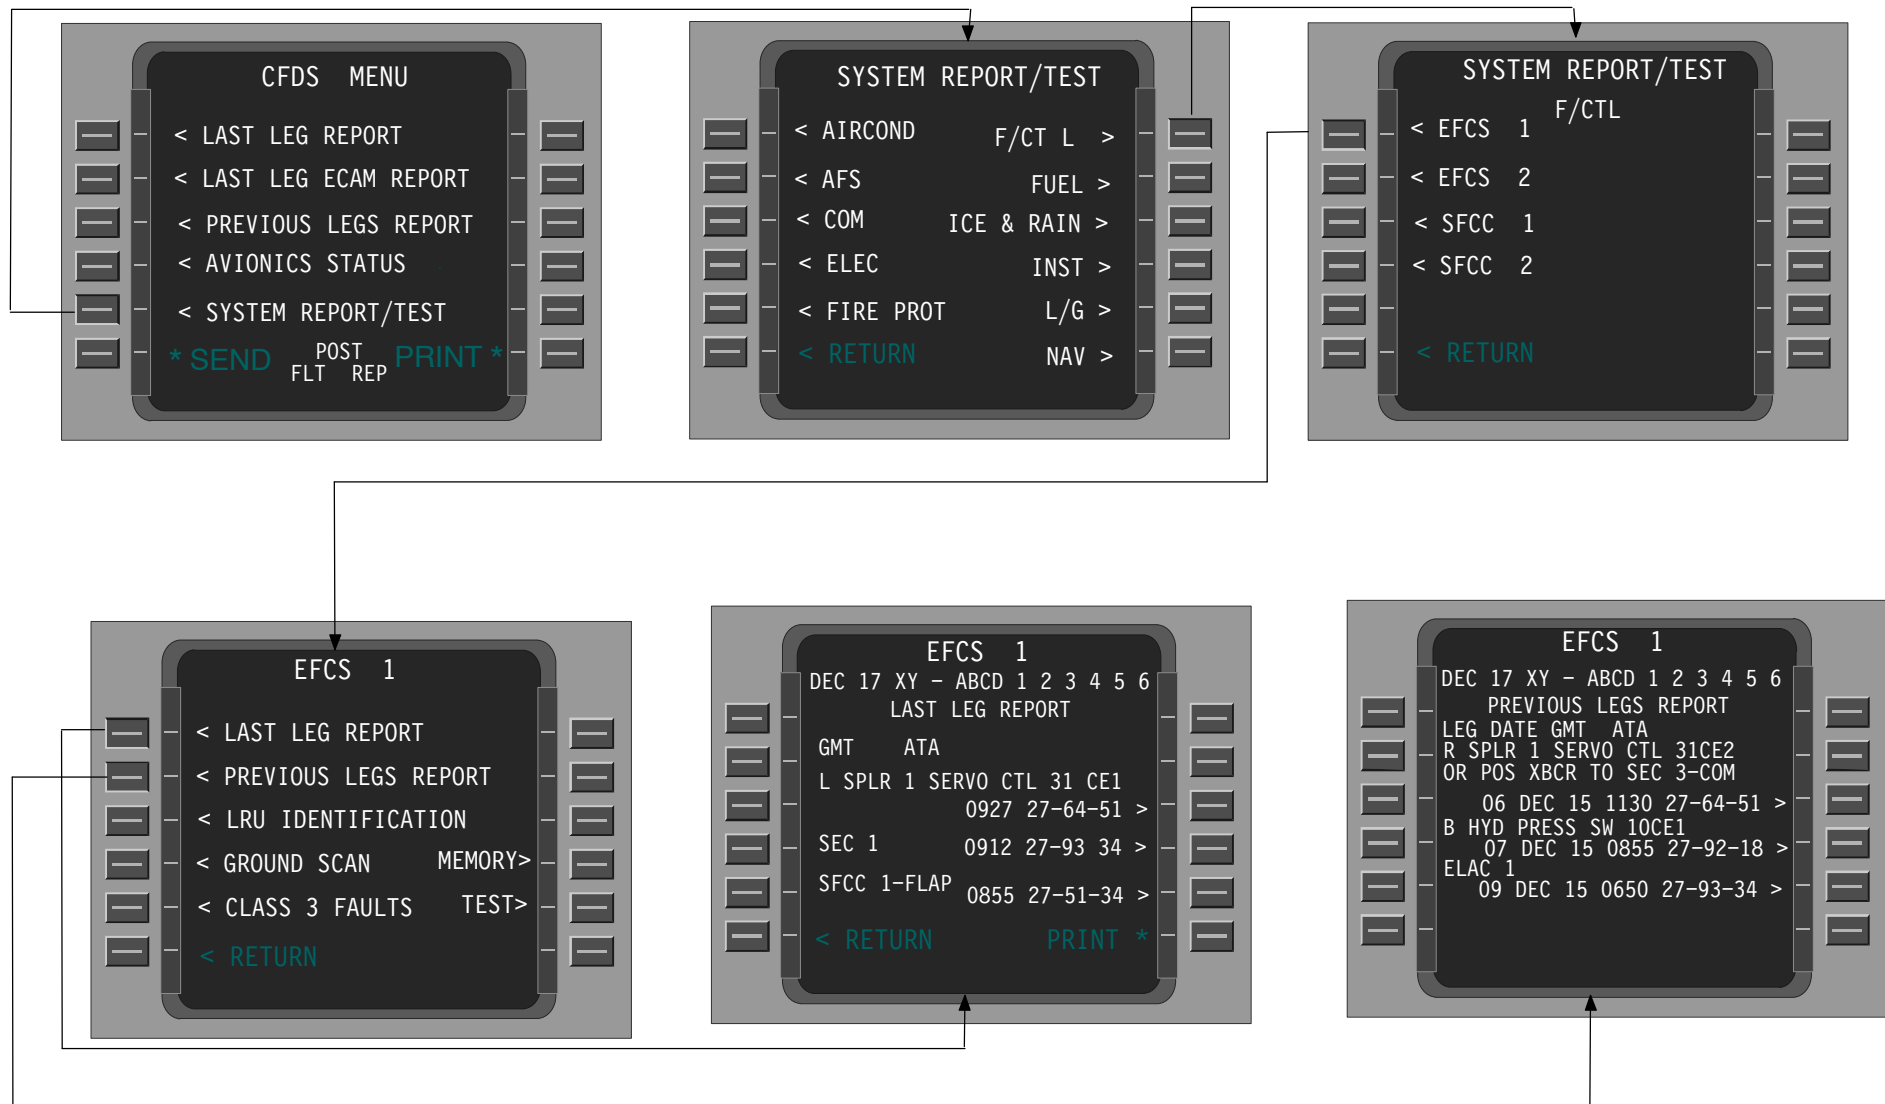 CFDS MENU
< LAST LEG REPORT
< LAST LEG ECAM REPORT
< PREVIOUS LEGS REPORT
< AVIONICS STATUS
< SYSTEM REPORT/TEST
* SEND POST PRINT *
FLT REP
SYSTEM REPORT/TEST
< AIRCOND F/CT L >
< AFS FUEL >
< COM ICE & RAIN >
< ELEC INST >
< FIRE PROT L/G >
< RETURN NAV >
SYSTEM REPORT/TEST
F/CTL
< EFCS 1
< EFCS 2
< SFCC 1
< SFCC 2
< RETURN
EFCS 1
< LAST LEG REPORT
< PREVIOUS LEGS REPORT
< LRU IDENTIFICATION
< GROUND SCAN MEMORY>
< CLASS 3 FAULTS TEST>
< RETURN
EFCS 1
DEC 17 XY - ABCD 1 2 3 4 5 6
LAST LEG REPORT
GMT ATA
L SPLR 1 SERVO CTL 31 CE1
0927 27-64-51 >
SEC 1 0912 27-93 34 >
SFCC 1-FLAP 0855 27-51-34 >
< RETURN PRINT *
EFCS 1
DEC 17 XY - ABCD 1 2 3 4 5 6
PREVIOUS LEGS REPORT
LEG DATE GMT ATA
R SPLR 1 SERVO CTL 31CE2
OR POS XBCR TO SEC 3-COM
06 DEC 15 1130 27-64-51 >
B HYD PRESS SW 10CE1
07 DEC 15 0855 27-92-18 >
ELAC 1
09 DEC 15 0650 27-93-34 >